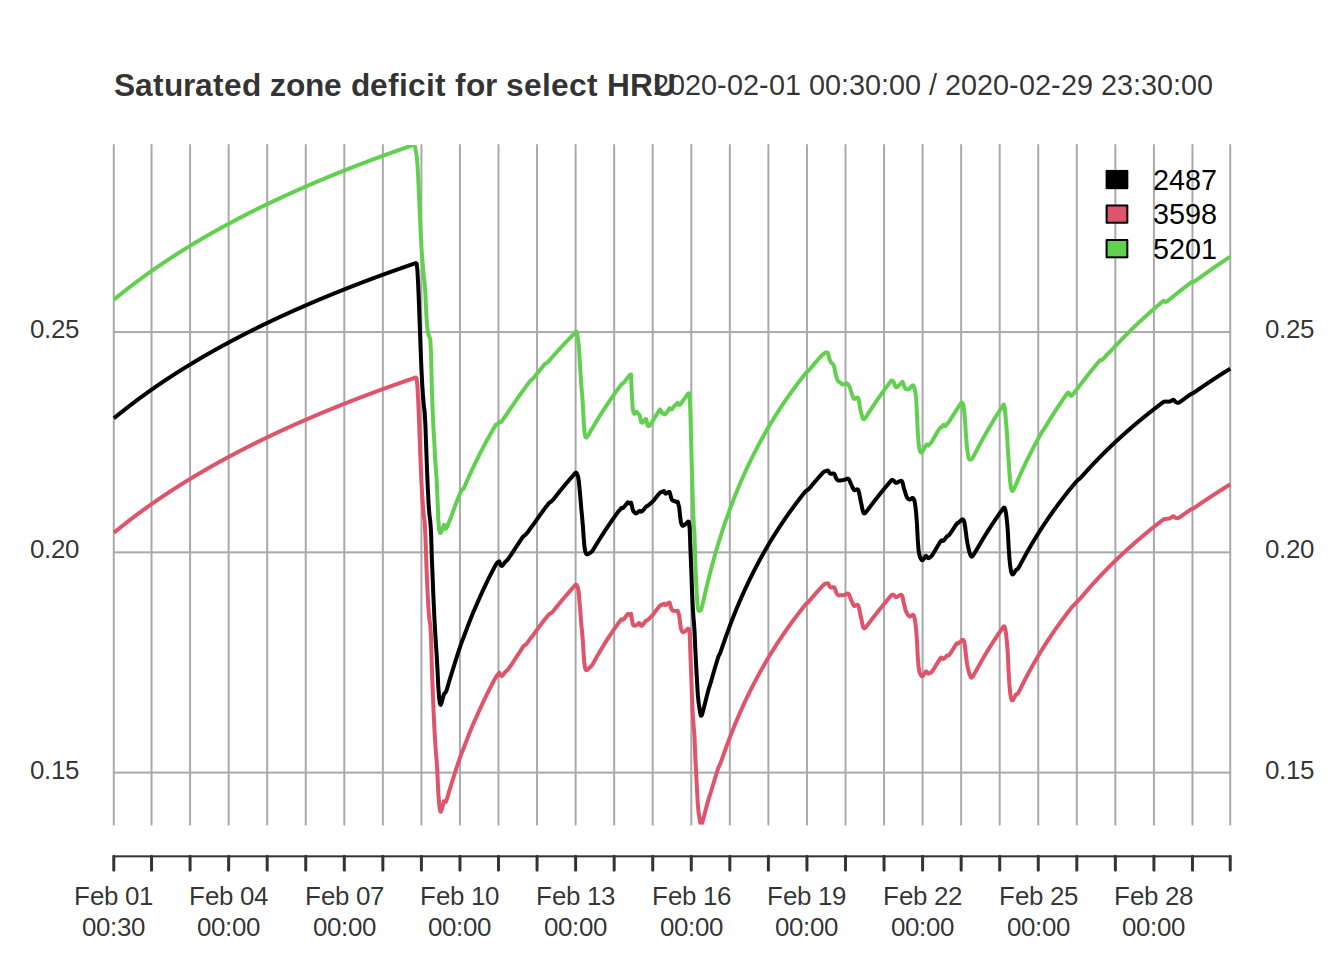 Saturated zone deficit for select HRU 2020-02-01 00:30:00 / 2020-02-29 23:30:00
2487
3598
5201
0.25 0.25
0.20 0.20
0.15 0.15
Feb 01 Feb 04 Feb 07 Feb 10 Feb 13 Feb 16 Feb 19 Feb 22 Feb 25 Feb 28
00:30 00:00 00:00 00:00 00:00 00:00 00:00 00:00 00:00 00:00